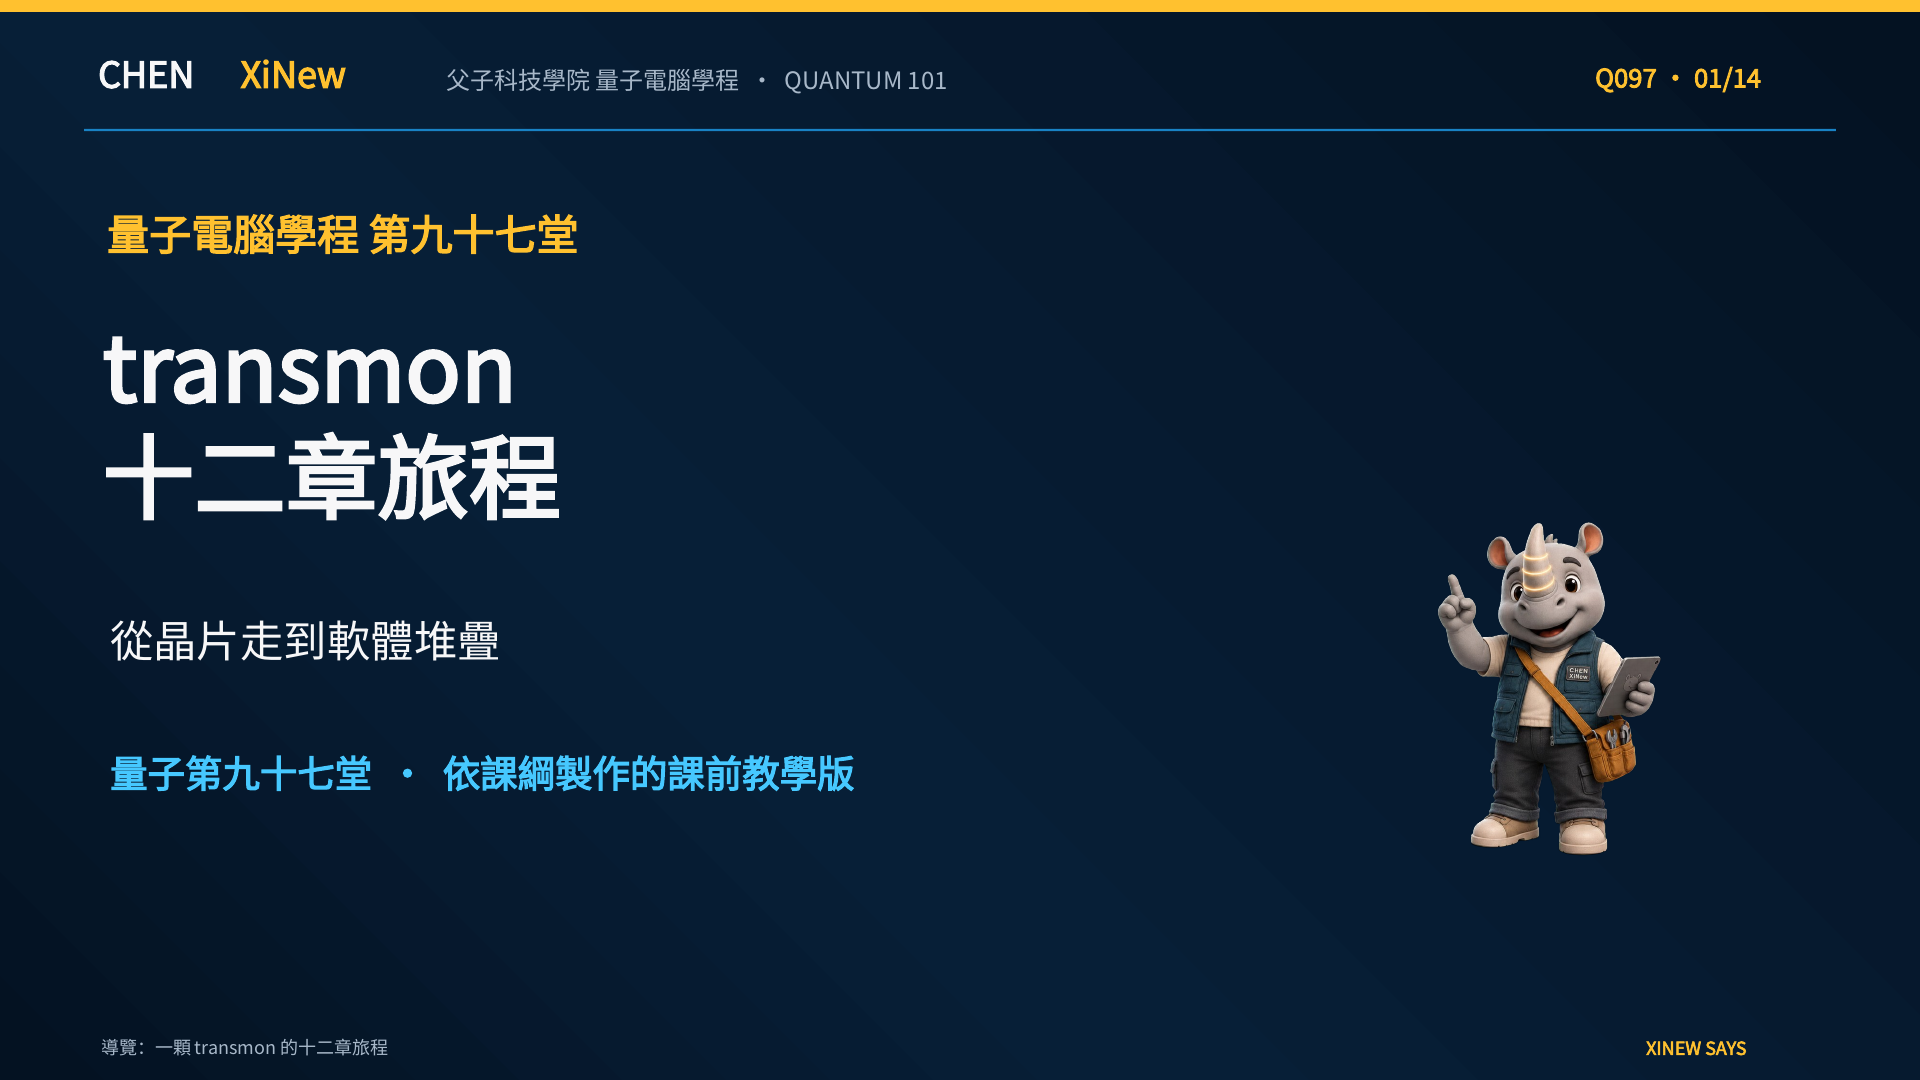 CHEN XiNew 父子科技學院 量子電腦學程 • QUANTUM 101 Q097 • 01/14
量子電腦學程 第九十七堂
transmon
十二章旅程
從晶片走到軟體堆疊
CHEN
XiNew
量子第九十七堂 • 依課綱製作的課前教學版
導覽：一顆 transmon 的十二章旅程 XINEW SAYS